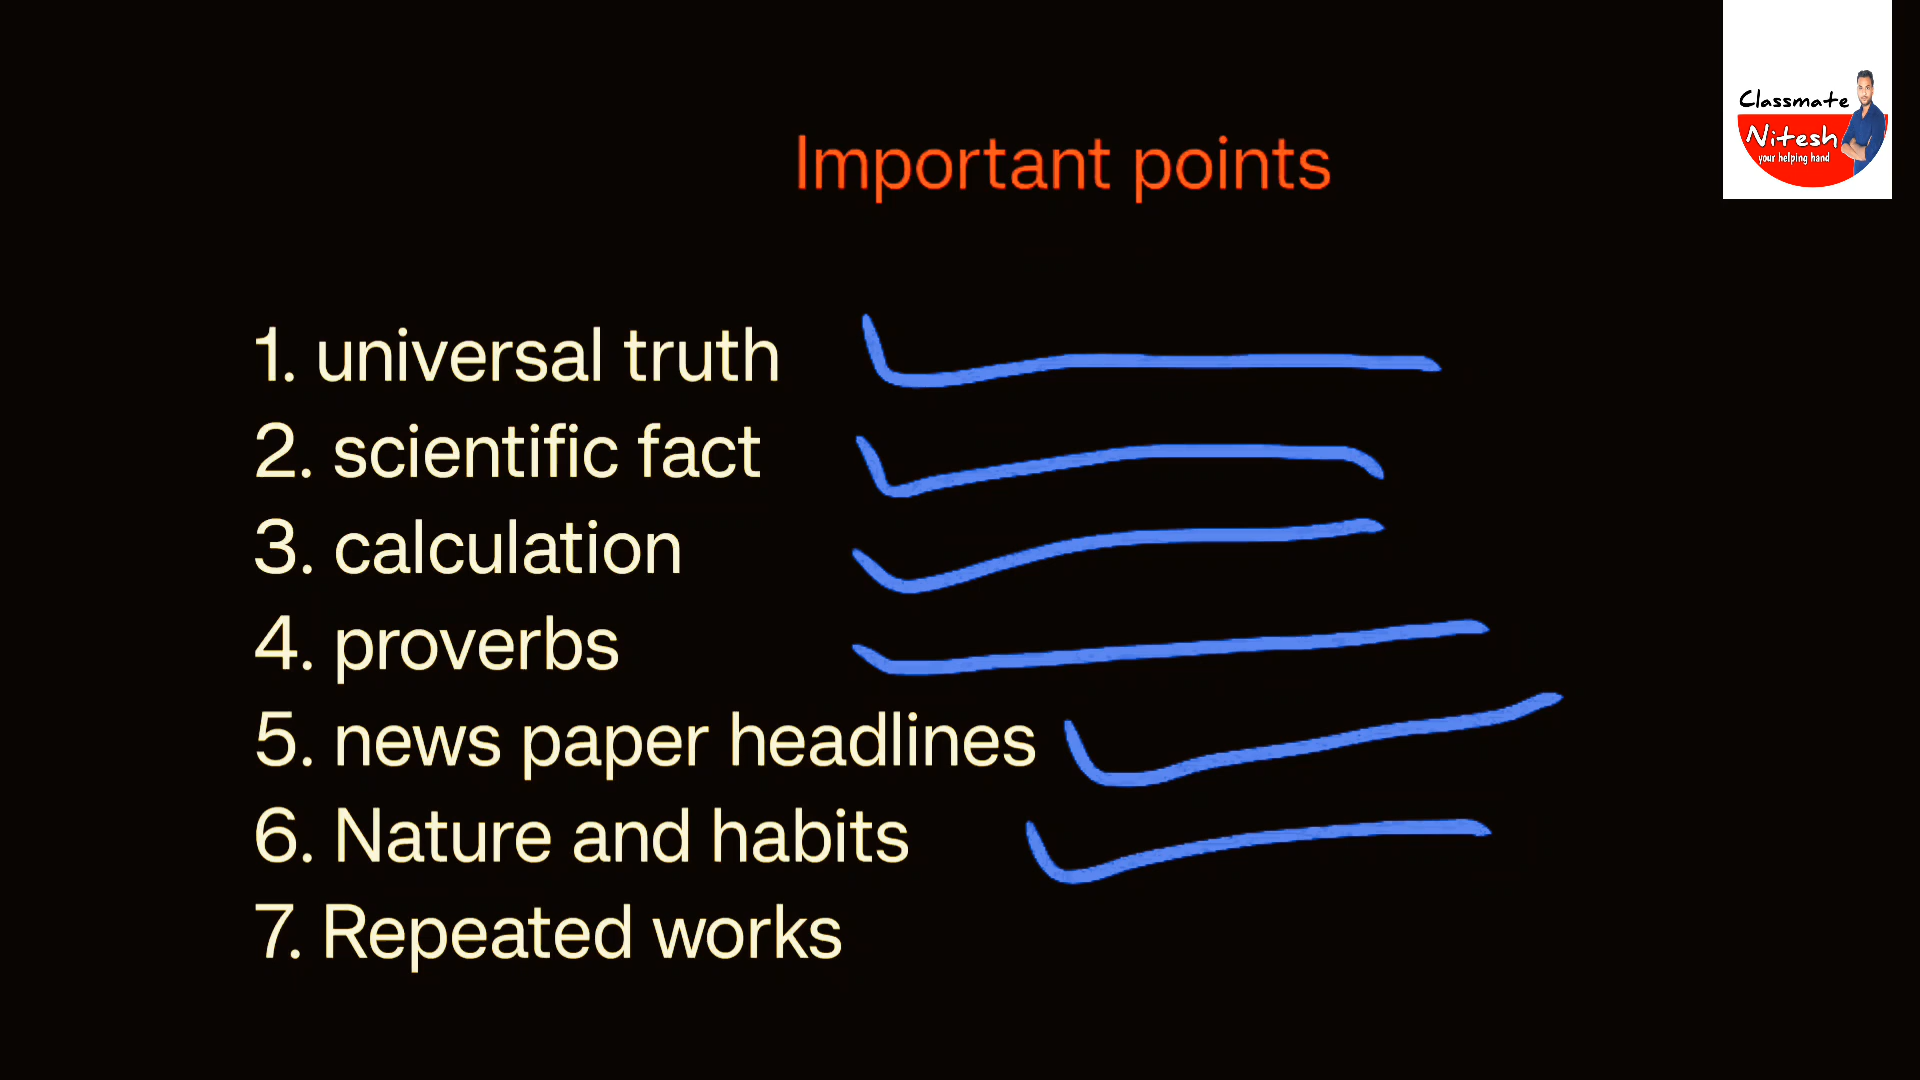 Important points
Classmate
Nitesh
your helping hand
1. universal truth
2. scientific fact
3. calculation
4. proverbs
5. news paper headlines
6. Nature and habits
7. Repeated works